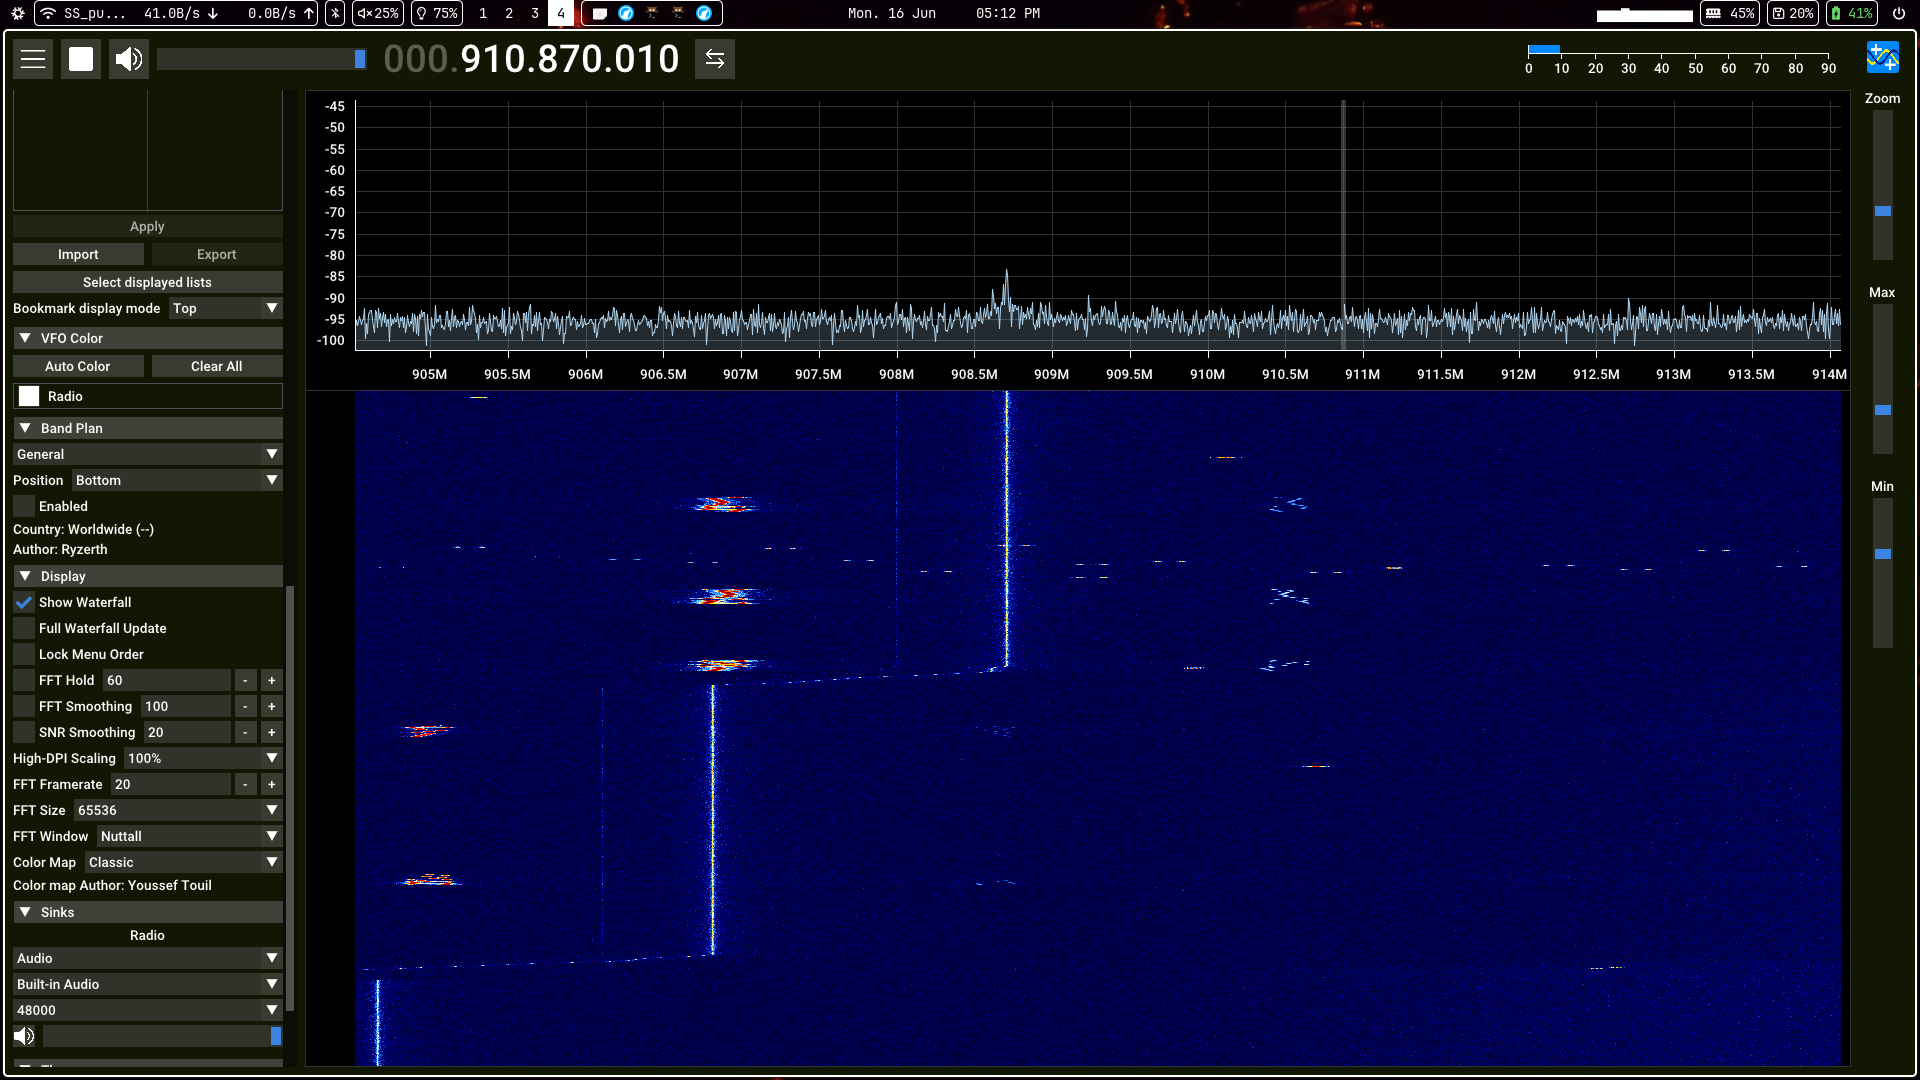 SS_pu... 41.0B/s ↓ 0.0B/s ↑ 25% 75% 1 2 3 4 Mon. 16 Jun 05:12 PM 45% 20% 41%
000.910.870.010
0 10 20 30 40 50 60 70 80 90
Apply
Import Export
Select displayed lists
Bookmark display mode Top
VFO Color
Auto Color Clear All
Radio
Band Plan
General
Position Bottom
Enabled
Country: Worldwide (--)
Author: Ryzerth
Display
Show Waterfall
Full Waterfall Update
Lock Menu Order
FFT Hold 60 - +
FFT Smoothing 100 - +
SNR Smoothing 20 - +
High-DPI Scaling 100%
FFT Framerate 20 - +
FFT Size 65536
FFT Window Nuttall
Color Map Classic
Color map Author: Youssef Touil
Sinks
Radio
Audio
Built-in Audio
48000
-45
-50
-55
-60
-65
-70
-75
-80
-85
-90
-95
-100
905M 905.5M 906M 906.5M 907M 907.5M 908M 908.5M 909M 909.5M 910M 910.5M 911M 911.5M 912M 912.5M 913M 913.5M 914M
Zoom
Max
Min